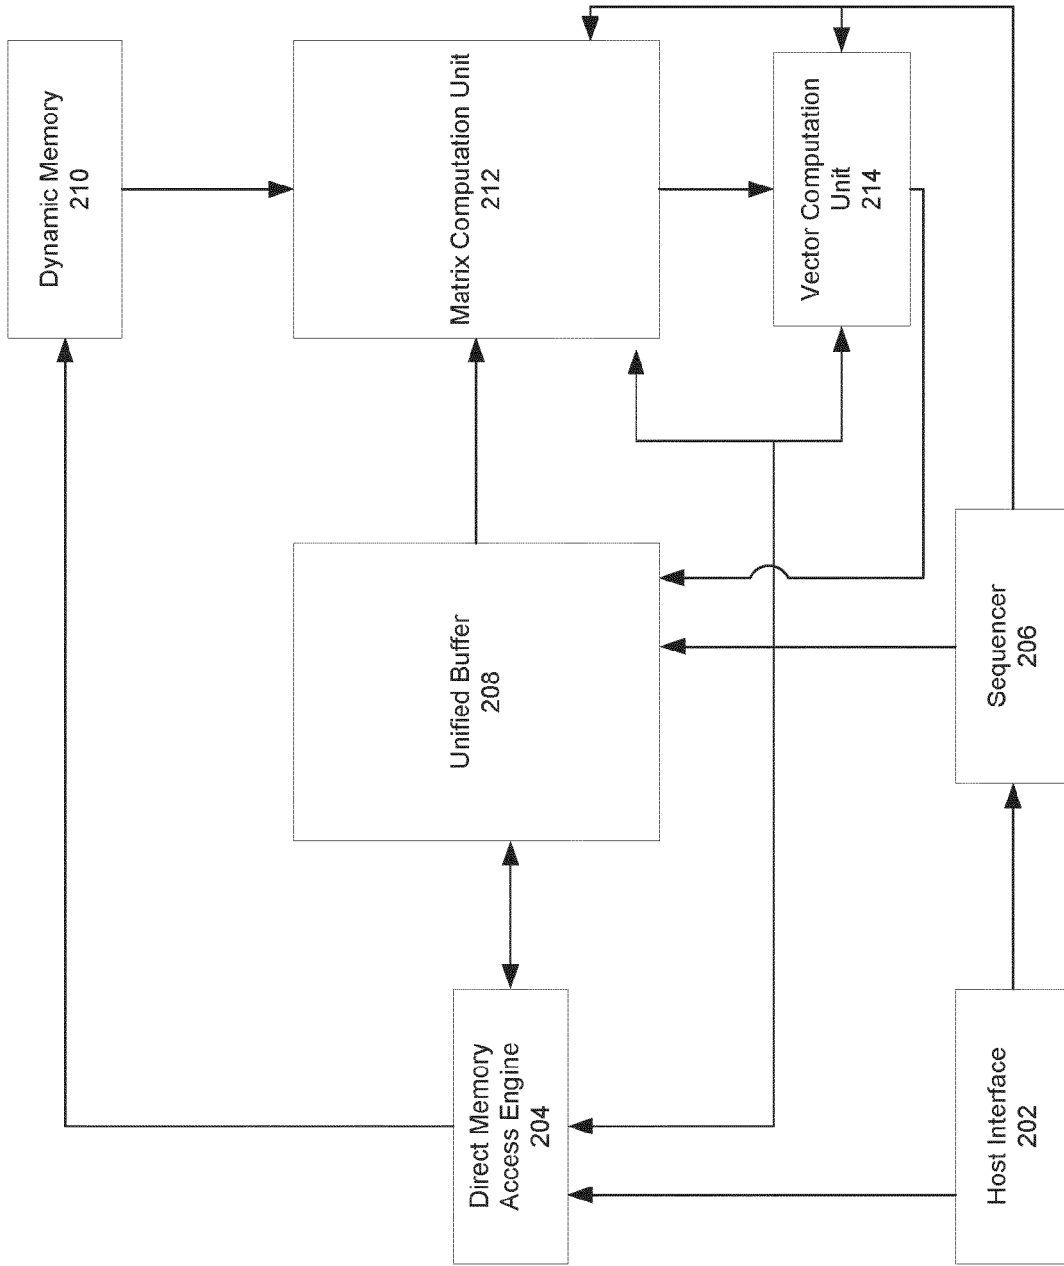 Dynamic Memory
210
Matrix Computation Unit
212
Vector Computation
Unit
214
Unified Buffer
208
Sequencer
206
Direct Memory
Access Engine
204
Host Interface
202